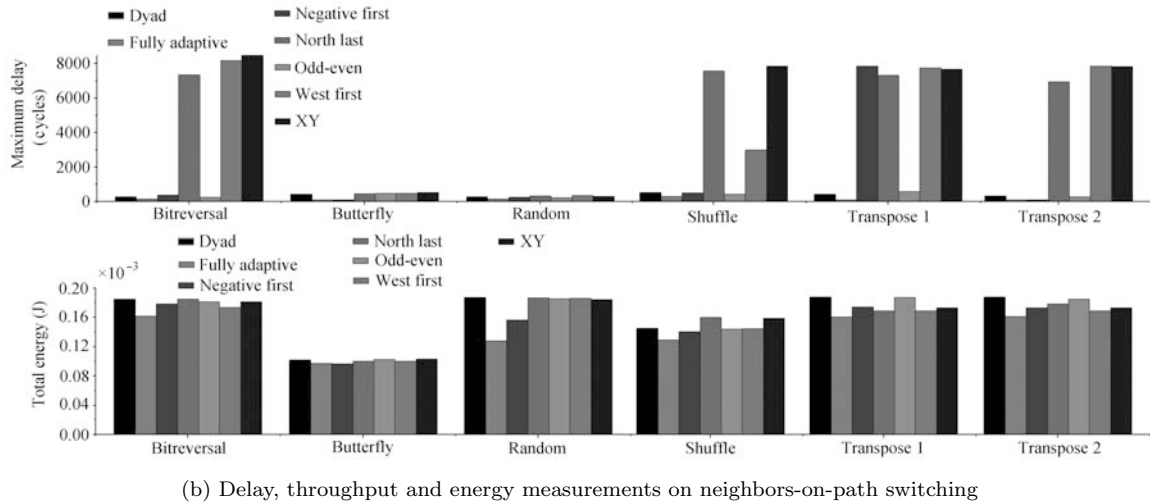 Dyad
Fully adaptive
Negative first
North last
Odd-even
West first
XY
Maximum delay
(cycles)
8000
6000
4000
2000
0
Bitreversal Butterfly Random Shuffle Transpose 1 Transpose 2
Dyad
Fully adaptive
Negative first
North last
Odd-even
West first
XY
×10⁻³
Total energy (J)
0.20
0.16
0.12
0.08
0.04
0.00
Bitreversal Butterfly Random Shuffle Transpose 1 Transpose 2
(b) Delay, throughput and energy measurements on neighbors-on-path switching